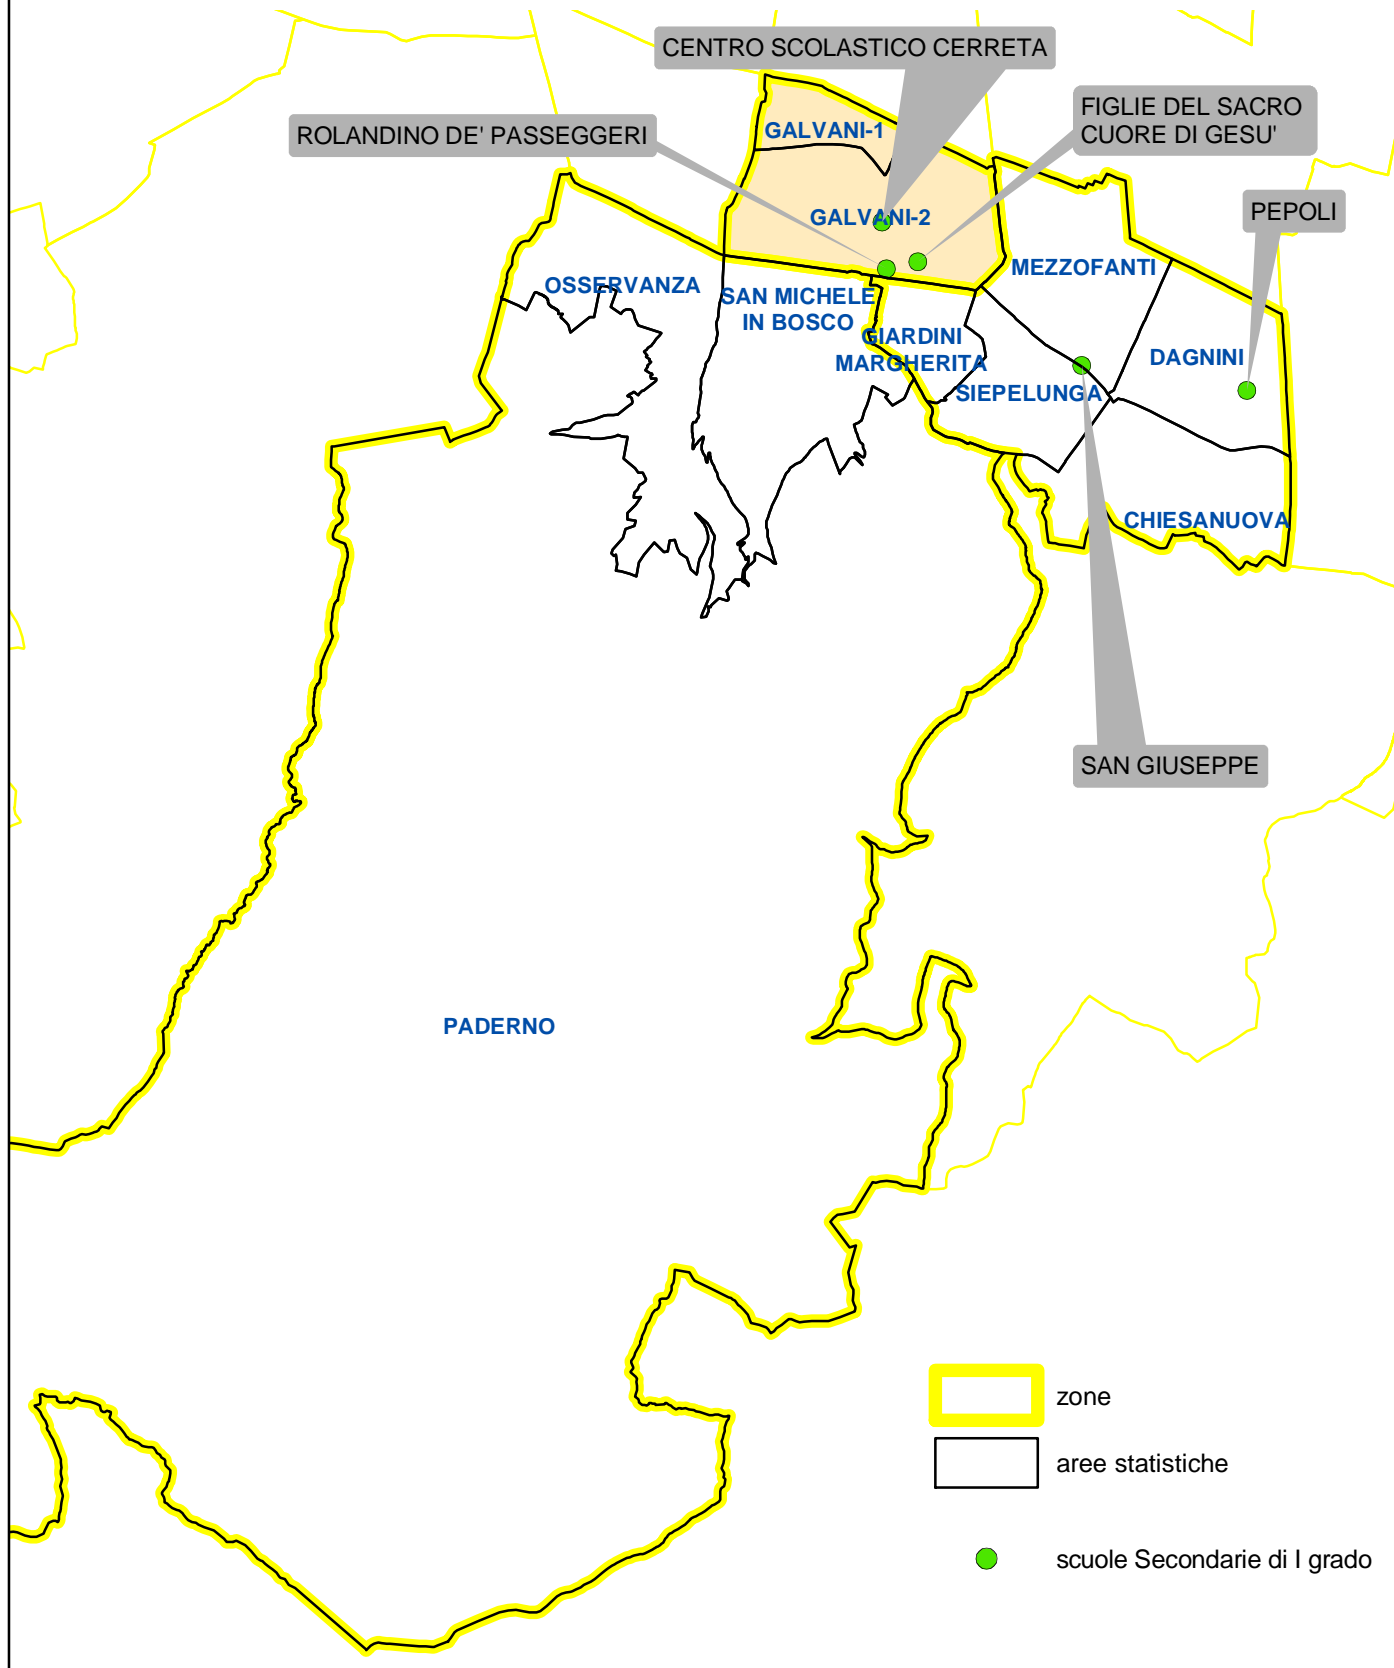 CENTRO SCOLASTICO CERRETA
FIGLIE DEL SACRO
CUORE DI GESU'
ROLANDINO DE' PASSEGGERI
GALVANI-1
PEPOLI
GALVANI-2
MEZZOFANTI
OSSERVANZA
SAN MICHELE
IN BOSCO
GIARDINI
MARGHERITA
DAGNINI
SIEPELUNGA
CHIESANUOVA
SAN GIUSEPPE
PADERNO
zone
aree statistiche
scuole Secondarie di I grado